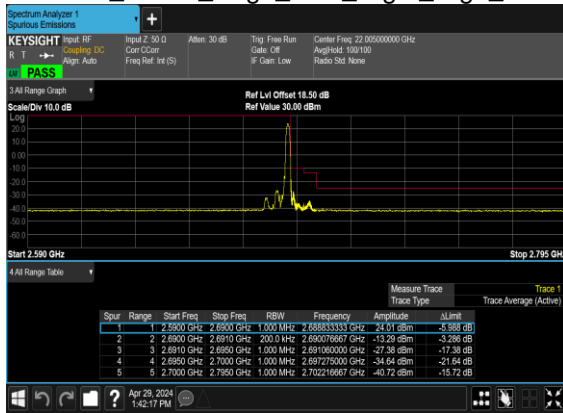 Spectrum Analyzer 1
Spurious Emissions
KEYSIGHT Input: RF Input Z: 50 Ω Atten: 30 dB Trig: Free Run Center Freq: 22.005000000 GHz
R T Coupling: DC Corr CCorr Gate: Off Avg|Hold: 100/100
Align: Auto Freq Ref: Int (S) IF Gain: Low Radio Std: None
PASS
3 All Range Graph
Ref Lvl Offset 18.50 dB
Scale/Div 10.0 dB Ref Value 30.00 dBm
Log
20.0
10.0
0.00
-10.0
-20.0
-30.0
-40.0
-50.0
-60.0
Start 2.590 GHz Stop 2.795 GH
4 All Range Table
Measure Trace Trace 1
Trace Type Trace Average (Active)
Spur Range Start Freq Stop Freq RBW Frequency Amplitude ΔLimit
1 1 2.5900 GHz 2.6900 GHz 1.000 MHz 2.688833333 GHz 24.01 dBm -5.988 dB
2 2 2.6900 GHz 2.6910 GHz 200.0 kHz 2.690076667 GHz -13.29 dBm -3.286 dB
3 3 2.6910 GHz 2.6950 GHz 1.000 MHz 2.691060000 GHz -27.38 dBm -17.38 dB
4 4 2.6950 GHz 2.7000 GHz 1.000 MHz 2.697275000 GHz -34.64 dBm -21.64 dB
5 5 2.7000 GHz 2.7950 GHz 1.000 MHz 2.702216667 GHz -40.72 dBm -15.72 dB
Apr 29, 2024
1:42:17 PM